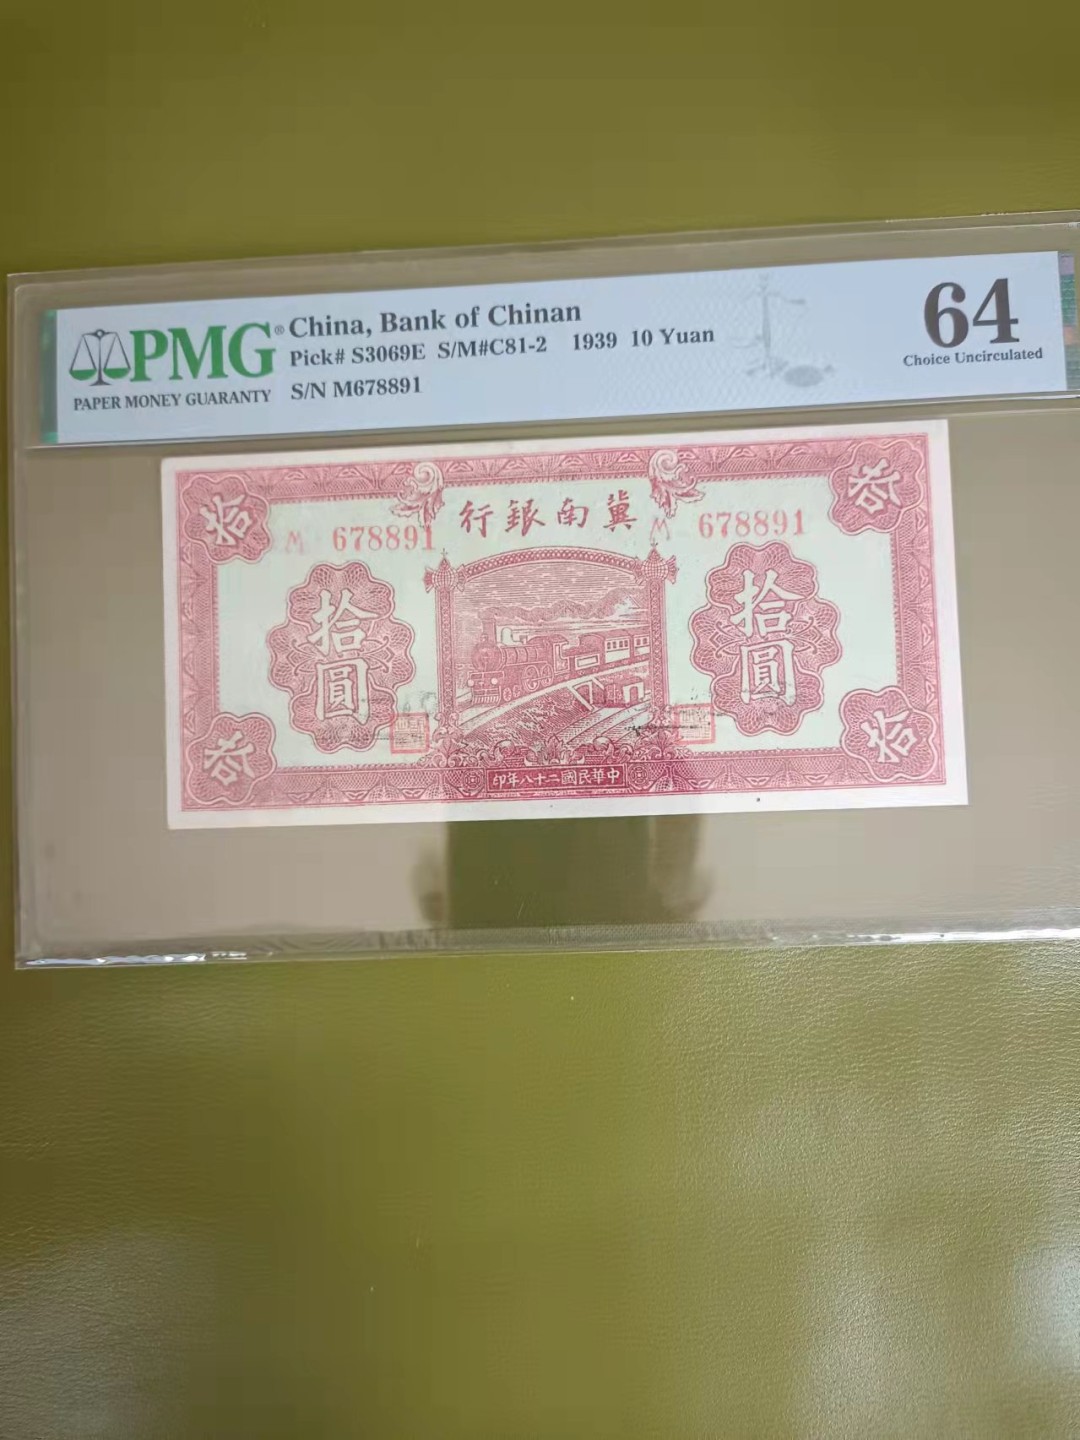 PMG®
PAPER MONEY GUARANTY
China, Bank of Chinan
Pick# S3069E S/M#C81-2 1939 10 Yuan
S/N M678891
64
Choice Uncirculated
拾
拾
行銀南冀
M 678891
M 678891
拾圓
拾圓
拾
印年八十二國民華中